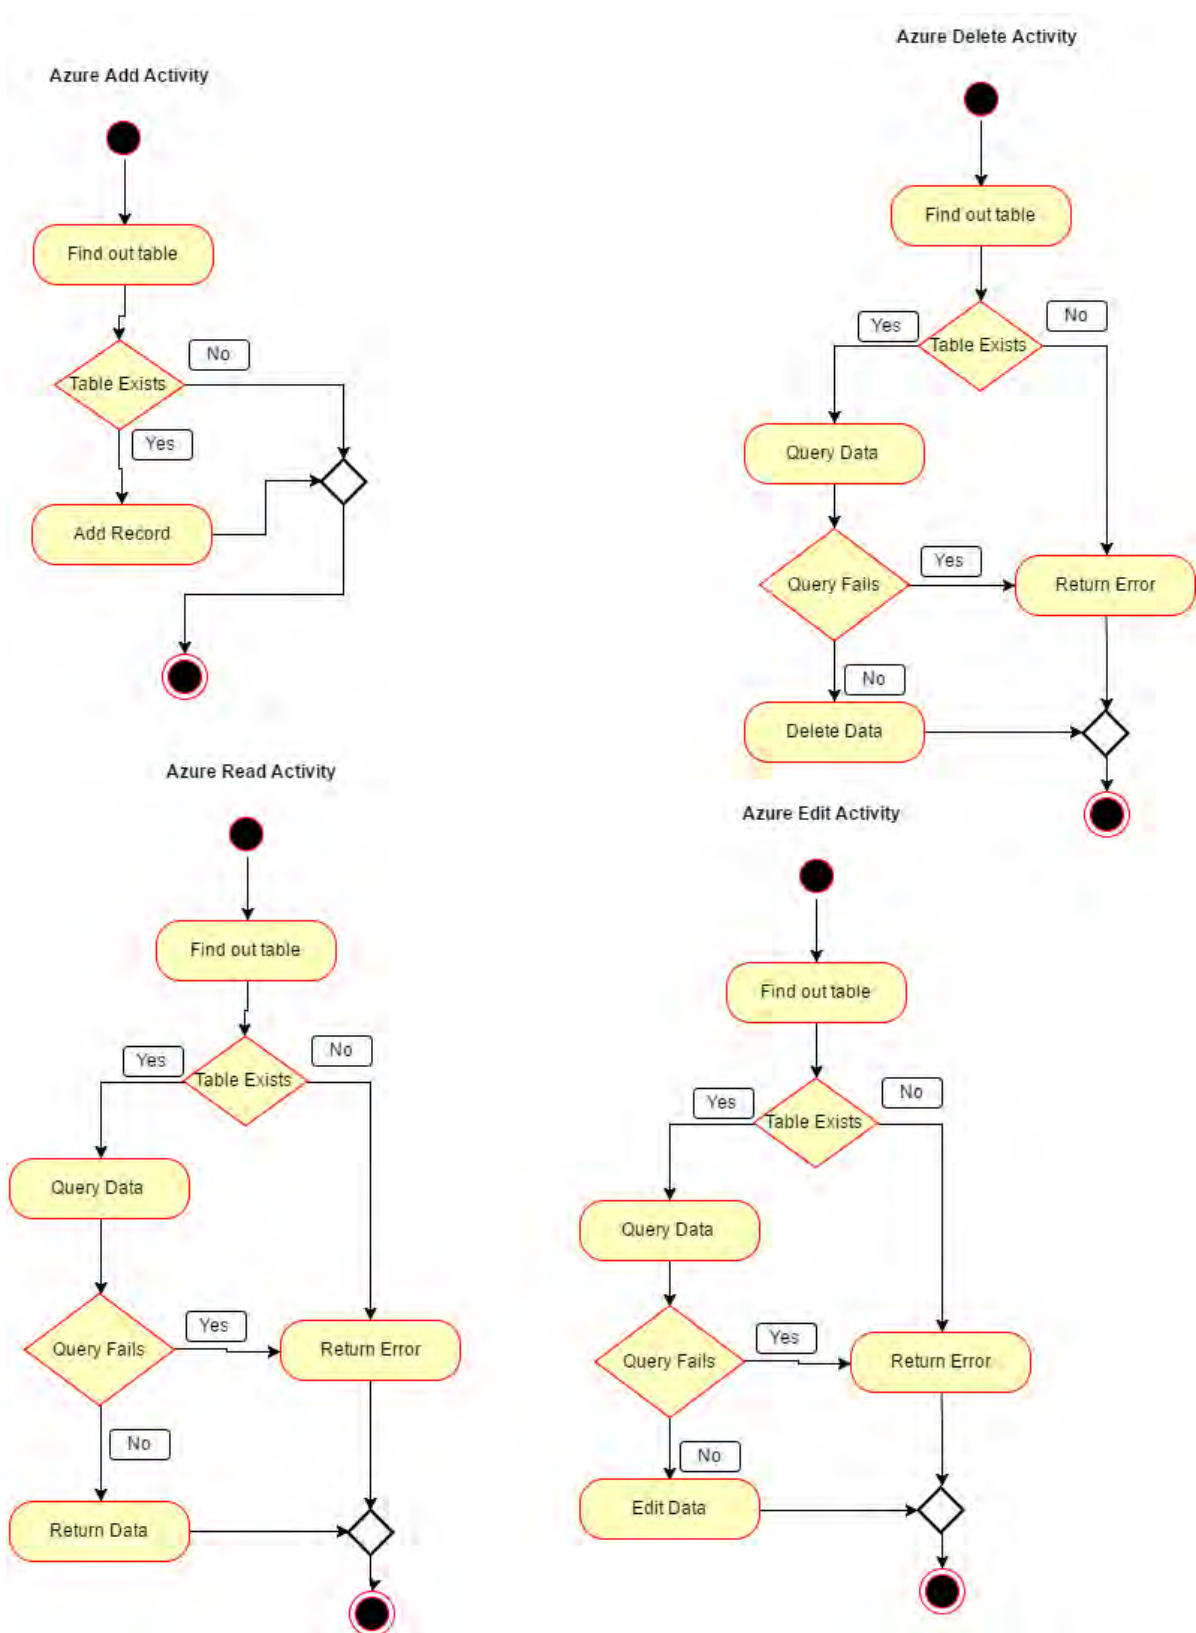 Azure Add Activity
Find out table
Table Exists
No
Yes
Add Record
Azure Delete Activity
Find out table
Table Exists
Yes
No
Query Data
Query Fails
Yes
Return Error
No
Delete Data
Azure Read Activity
Find out table
Table Exists
Yes
No
Query Data
Query Fails
Yes
Return Error
No
Return Data
Azure Edit Activity
Find out table
Table Exists
Yes
No
Query Data
Query Fails
Yes
Return Error
No
Edit Data